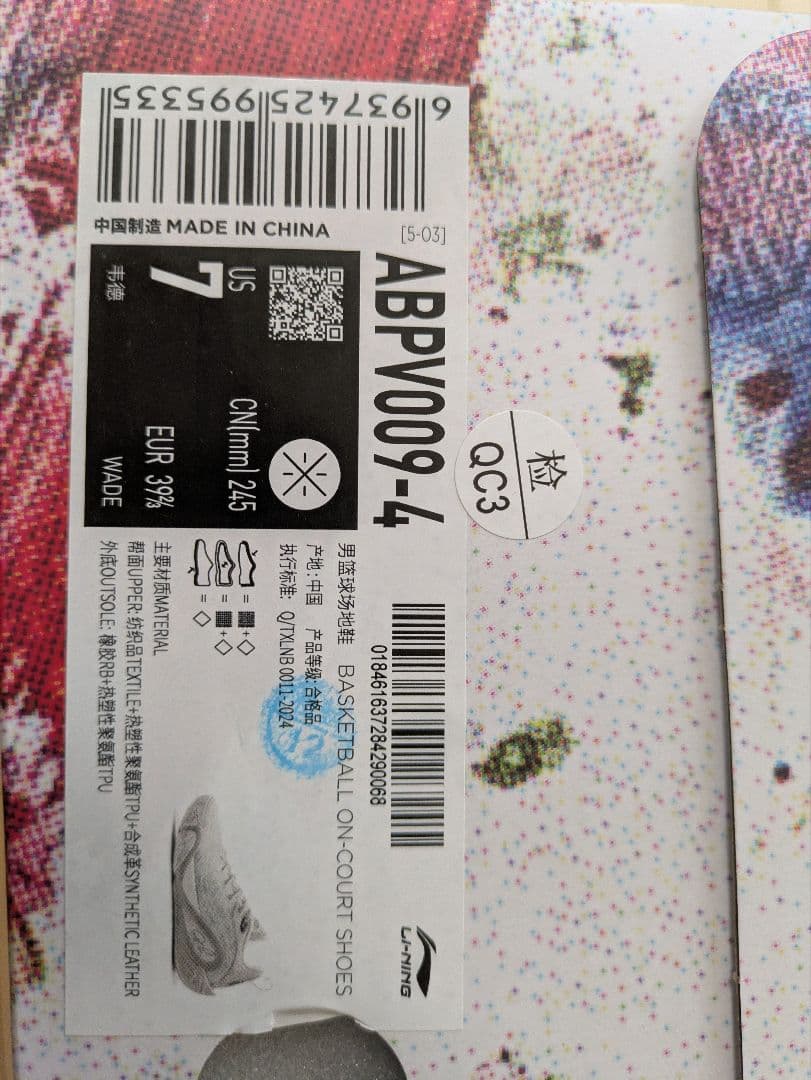 ABPV009-4
[5-03]
018461637284290068
LI-NING
US
7
韦德
CN(mm) 245
EUR 39⅔
WADE
男篮球场地鞋 BASKETBALL ON-COURT SHOES
产地:中国 产品等级:合格品
执行标准: Q/TXLNB 0011-2024
主要材质MATERIAL
帮面UPPER: 纺织品TEXTILE+热塑性聚氨酯TPU+合成革SYNTHETIC LEATHER
外底OUTSOLE: 橡胶RB+热塑性聚氨酯TPU
中国制造 MADE IN CHINA
6937425995335
检
QC3